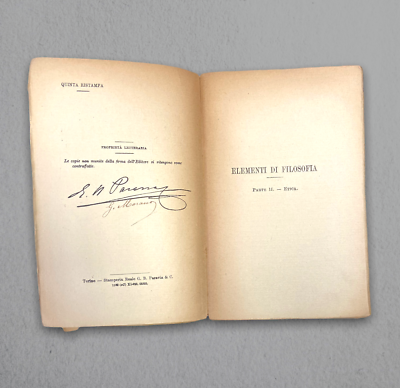 QUINTA RISTAMPA
PROPRIETÀ LETTERARIA
Le copie non munite della firma dell'Editore si ritengono come
contraffatte.
G. B. Paravia
Torino — Stamperia Reale G. B. Paravia & C.
ELEMENTI DI FILOSOFIA
PARTE II. — ETICA.